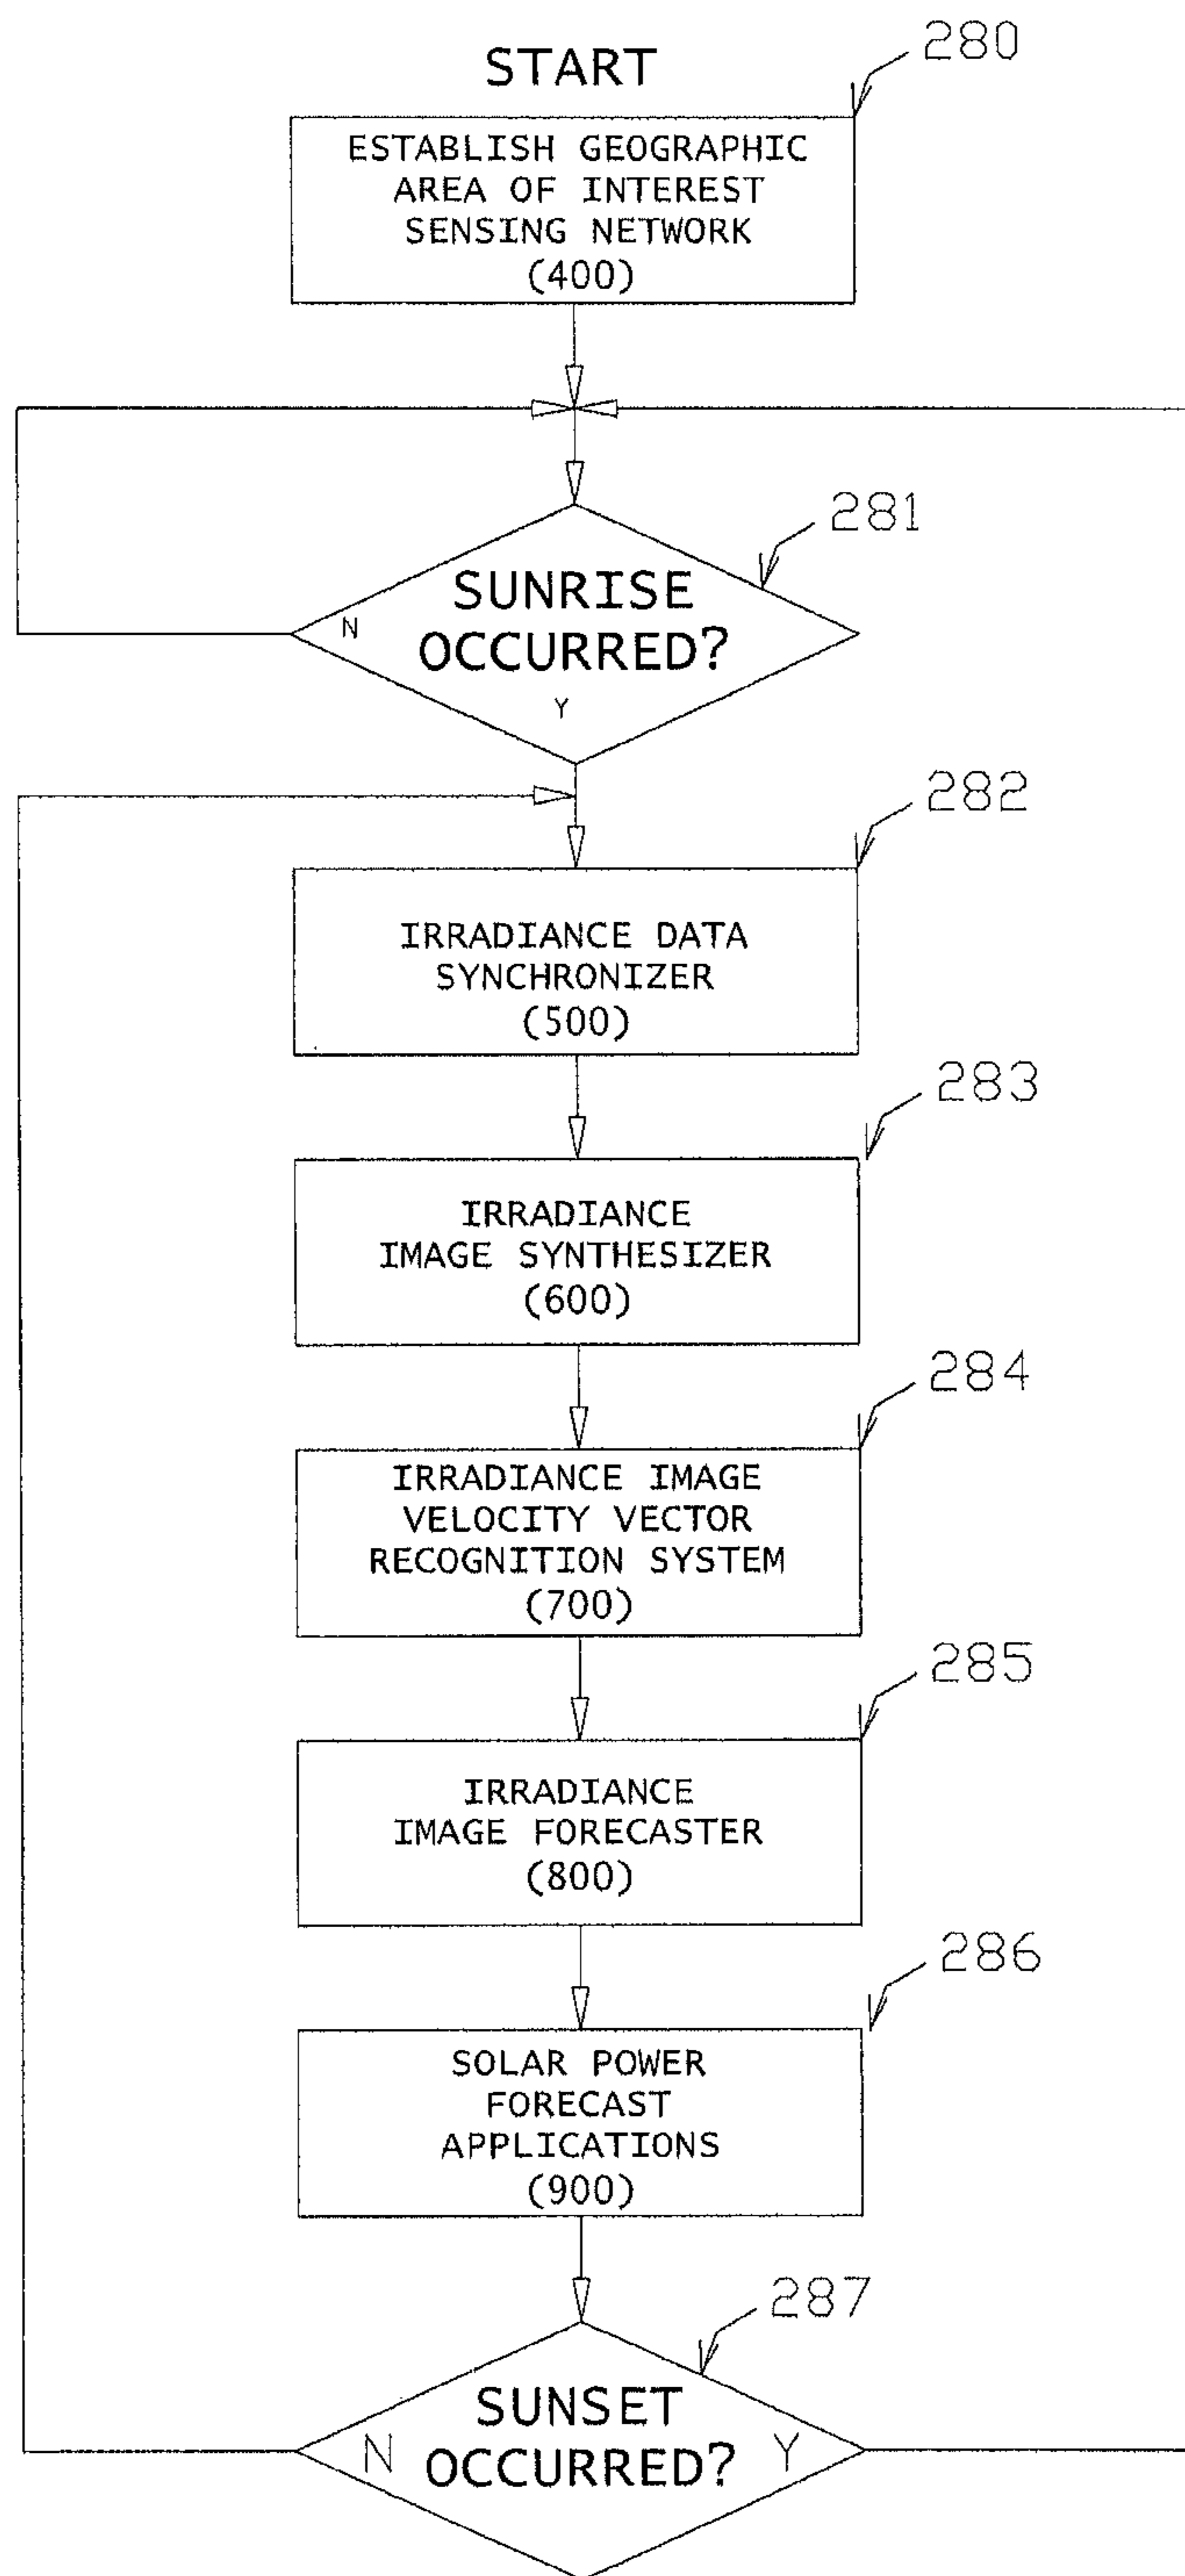 280
START
ESTABLISH GEOGRAPHIC
AREA OF INTEREST
SENSING NETWORK
(400)
281
SUNRISE
OCCURRED?
N
Y
282
IRRADIANCE DATA
SYNCHRONIZER
(500)
283
IRRADIANCE
IMAGE SYNTHESIZER
(600)
284
IRRADIANCE IMAGE
VELOCITY VECTOR
RECOGNITION SYSTEM
(700)
285
IRRADIANCE
IMAGE FORECASTER
(800)
286
SOLAR POWER
FORECAST
APPLICATIONS
(900)
287
SUNSET
OCCURRED?
N
Y